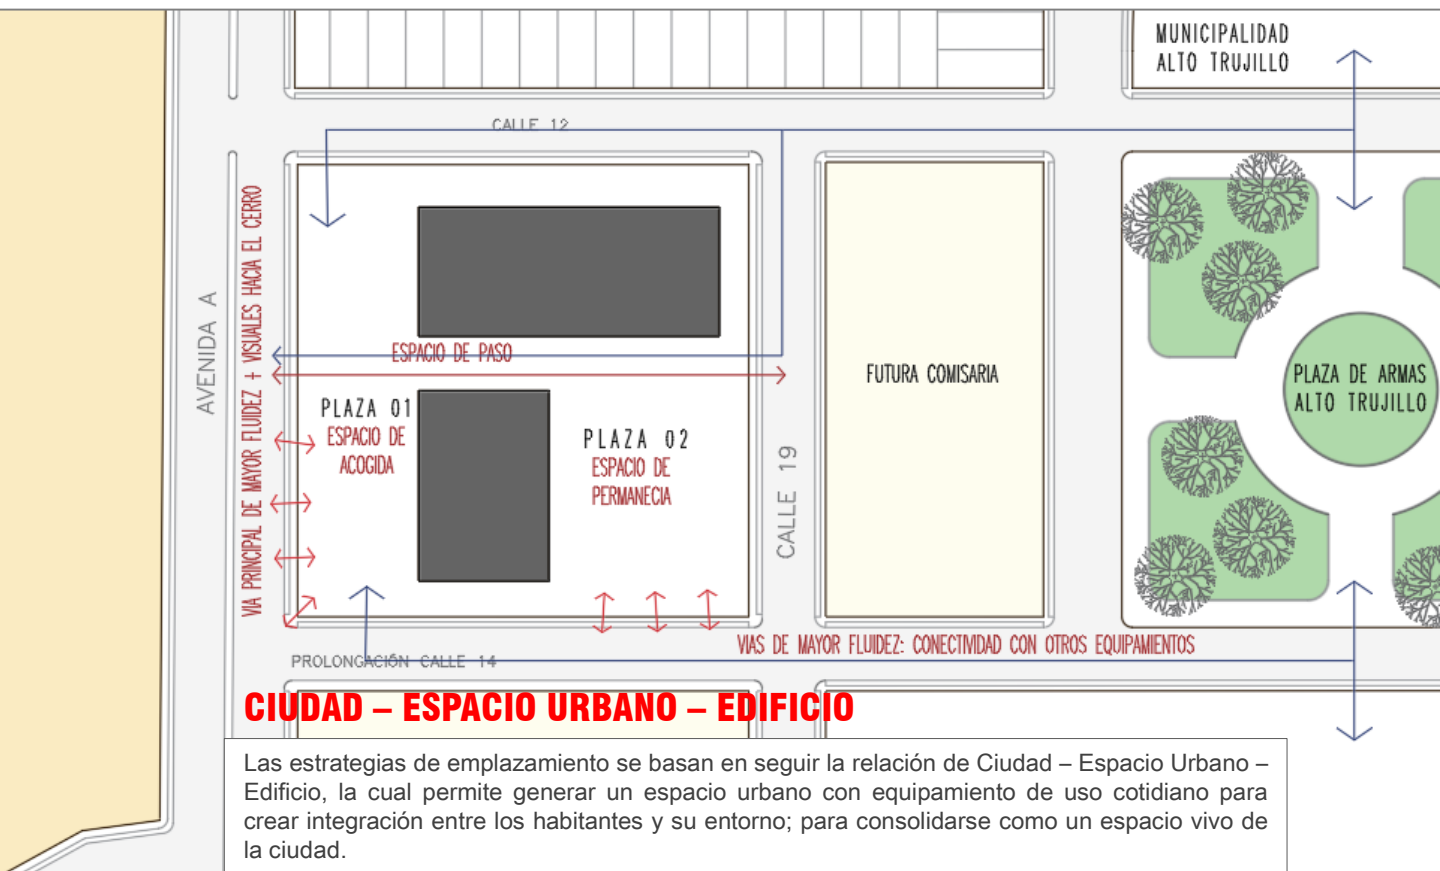 MUNICIPALIDAD
ALTO TRUJILLO
CALLE 12
AVENIDA A
VIA PRINCIPAL DE MAYOR FLUIDEZ + VISUALES HACIA EL CERRO
ESPACIO DE PASO
PLAZA 01
ESPACIO DE
ACOGIDA
PLAZA 02
ESPACIO DE
PERMANECIA
CALLE 19
FUTURA COMISARIA
PLAZA DE ARMAS
ALTO TRUJILLO
VIAS DE MAYOR FLUIDEZ: CONECTIVIDAD CON OTROS EQUIPAMIENTOS
PROLONGACIÓN CALLE 14
CIUDAD – ESPACIO URBANO – EDIFICIO
Las estrategias de emplazamiento se basan en seguir la relación de Ciudad – Espacio Urbano –
Edificio, la cual permite generar un espacio urbano con equipamiento de uso cotidiano para
crear integración entre los habitantes y su entorno; para consolidarse como un espacio vivo de
la ciudad.